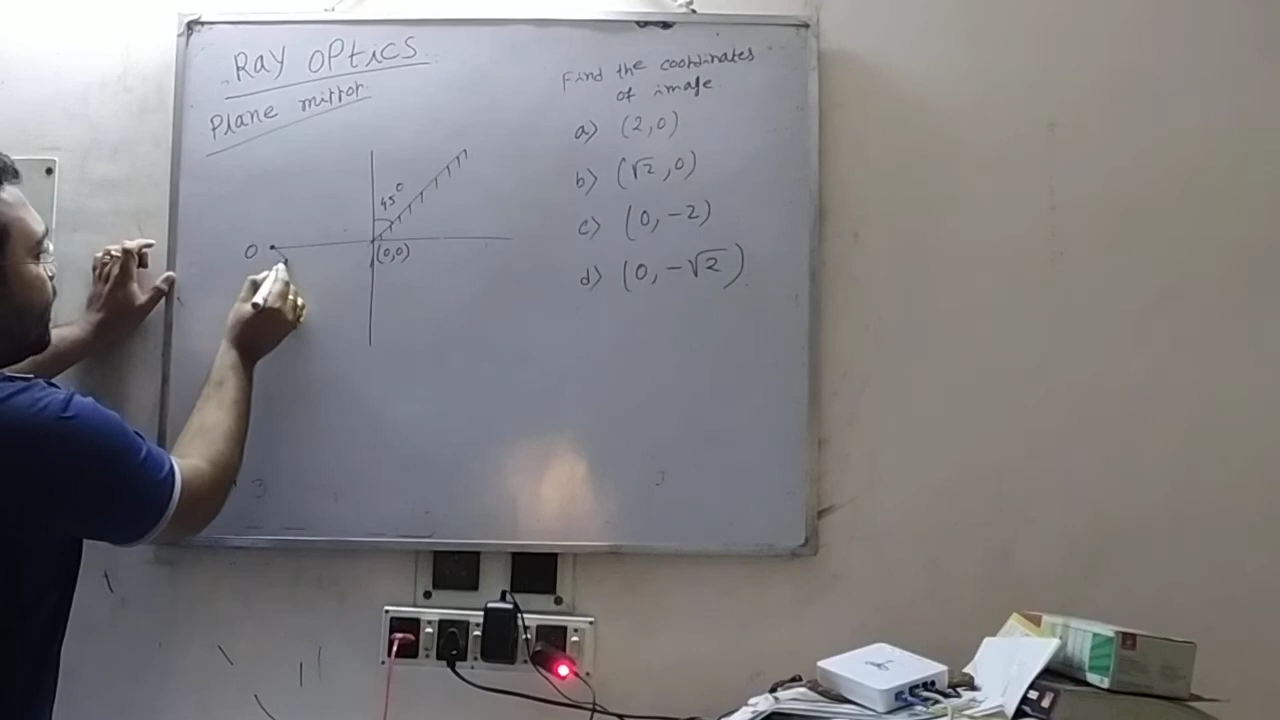 Ray Optics
Plane mirror
45°
O
(0,0)
Find the coordinates
of image
a) (2,0)
b) (√2,0)
c) (0,-2)
d) (0,-√2)